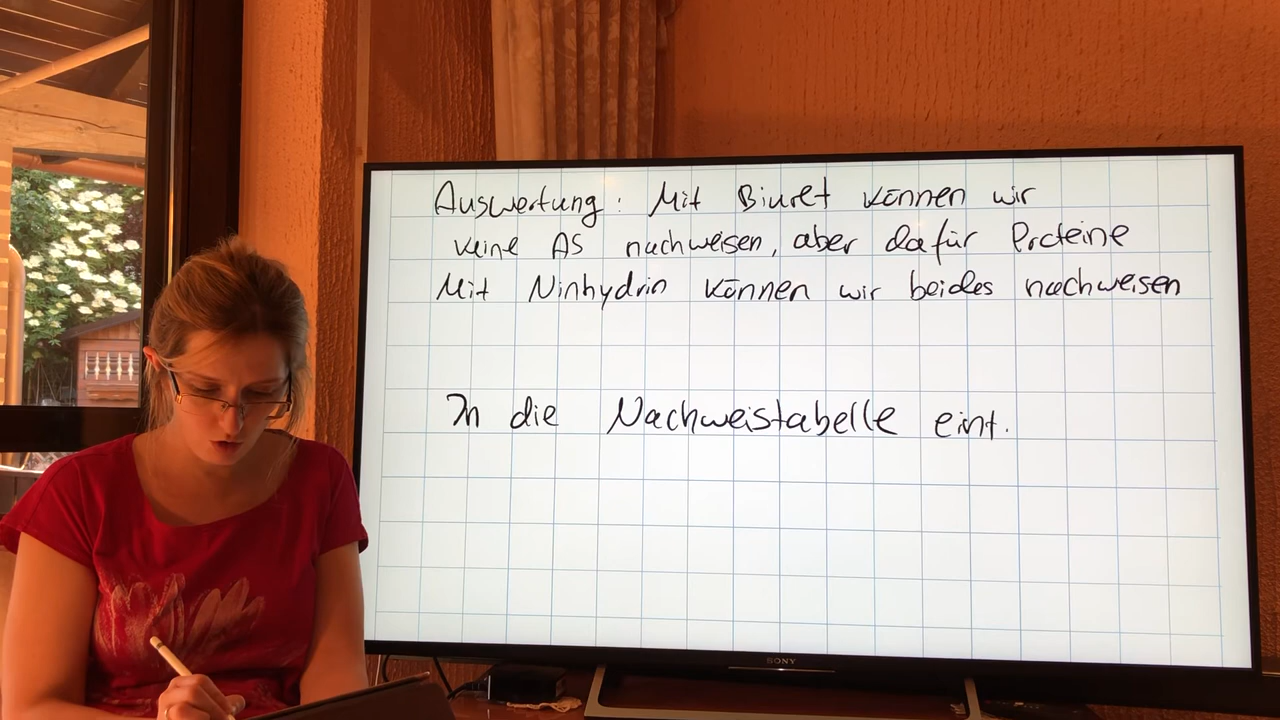 Auswertung: Mit Biuret können wir
keine AS nachweisen, aber dafür Proteine
Mit Ninhydrin können wir beides nachweisen
In die Nachweistabelle eint.
SONY